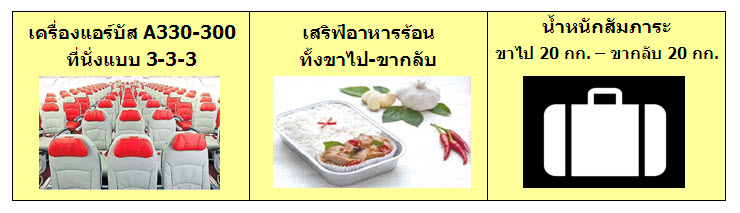 เครื่องแอร์บัส A330-300
ที่นั่งแบบ 3-3-3
เสริฟอาหารร้อน
ทั้งขาไป-ขากลับ
น้ำหนักสัมภาระ
ขาไป 20 กก. – ขากลับ 20 กก.